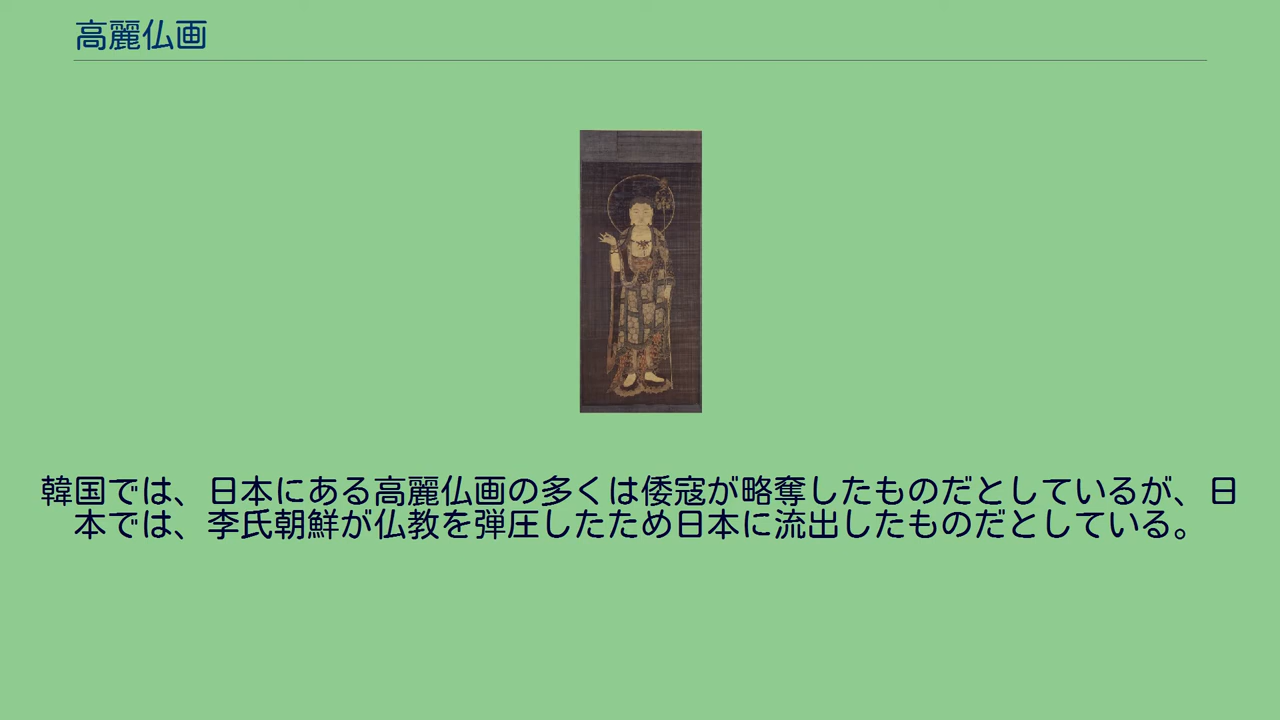 高麗仏画
韓国では、日本にある高麗仏画の多くは倭寇が略奪したものだとしているが、日
本では、李氏朝鮮が仏教を弾圧したため日本に流出したものだとしている。